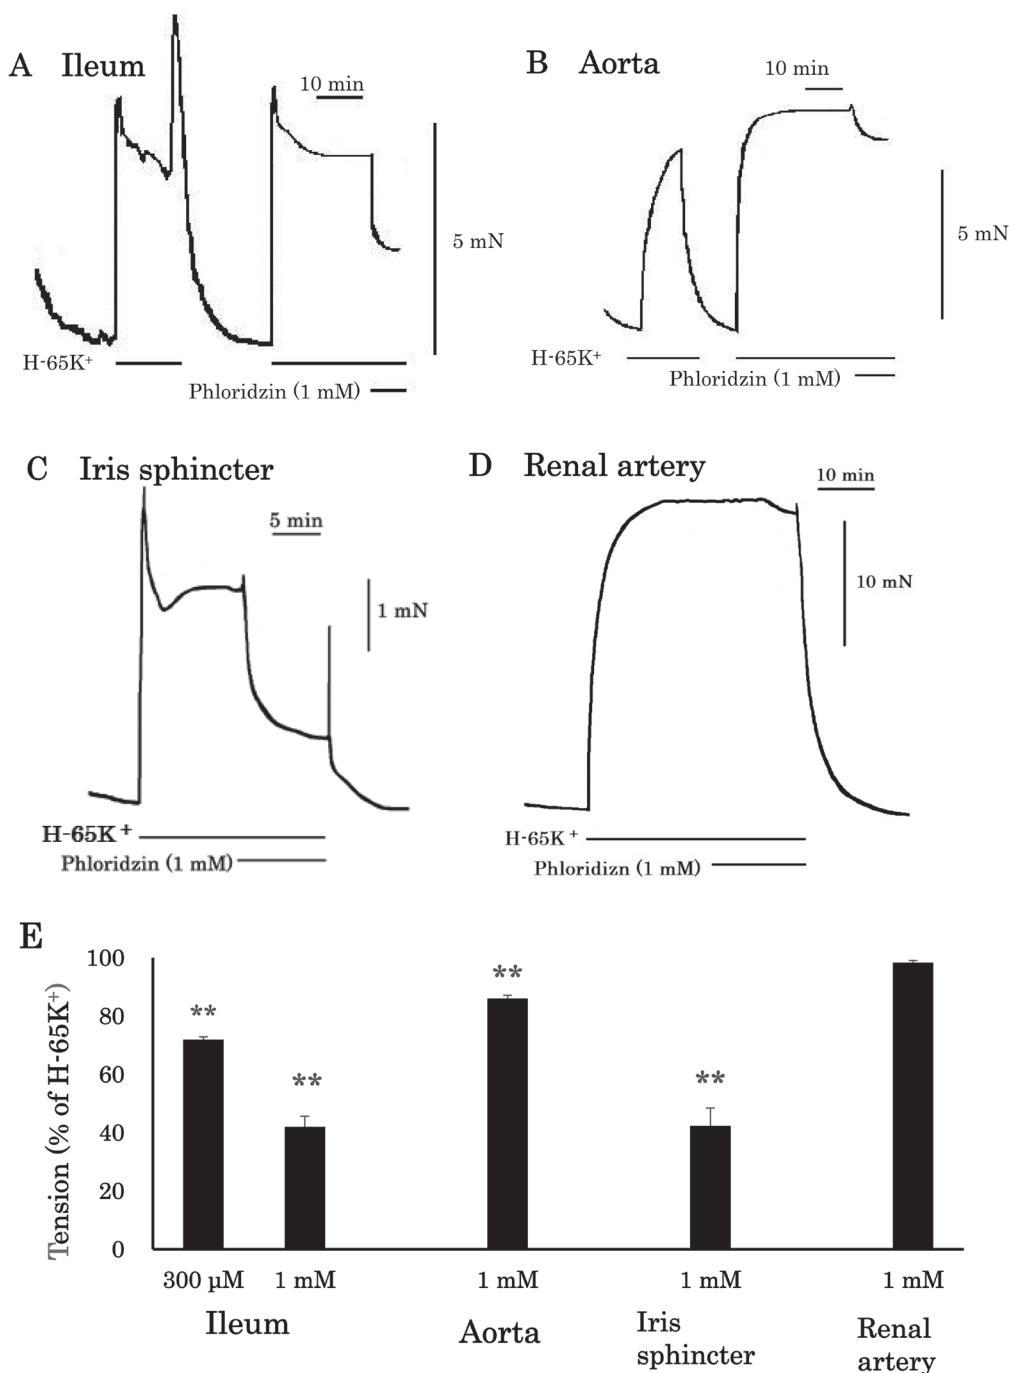 A Ileum
10 min
5 mN
H-65K⁺
Phloridzin (1 mM)
B Aorta
10 min
5 mN
H-65K⁺
Phloridzin (1 mM)
C Iris sphincter
5 min
1 mN
H-65K⁺
Phloridzin (1 mM)
D Renal artery
10 min
10 mN
H-65K⁺
Phloridizn (1 mM)
E
Tension (% of H-65K⁺)
100
80
60
40
20
0
**
**
**
**
300 µM 1 mM 1 mM 1 mM 1 mM
Ileum
Aorta
Iris
sphincter
Renal
artery